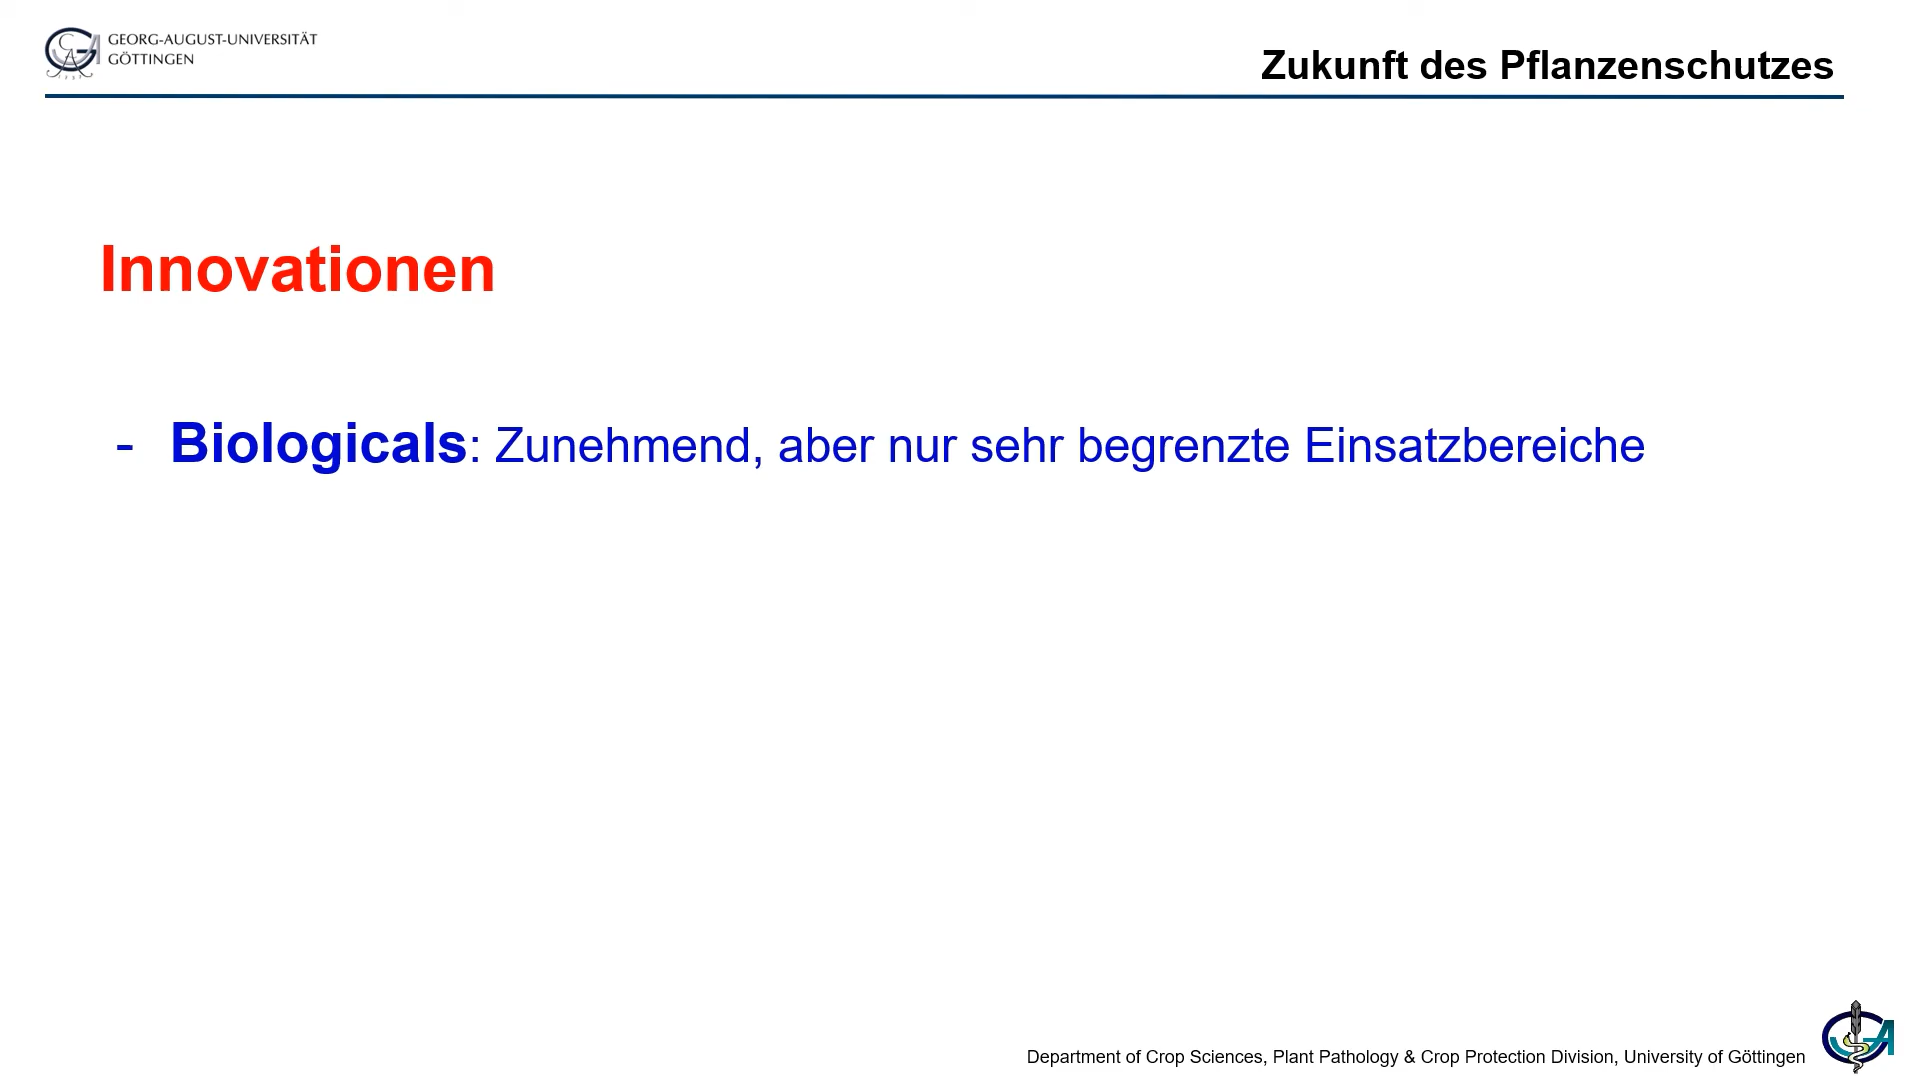 GEORG-AUGUST-UNIVERSITÄT
GÖTTINGEN
Zukunft des Pflanzenschutzes
Innovationen
- Biologicals: Zunehmend, aber nur sehr begrenzte Einsatzbereiche
Department of Crop Sciences, Plant Pathology & Crop Protection Division, University of Göttingen